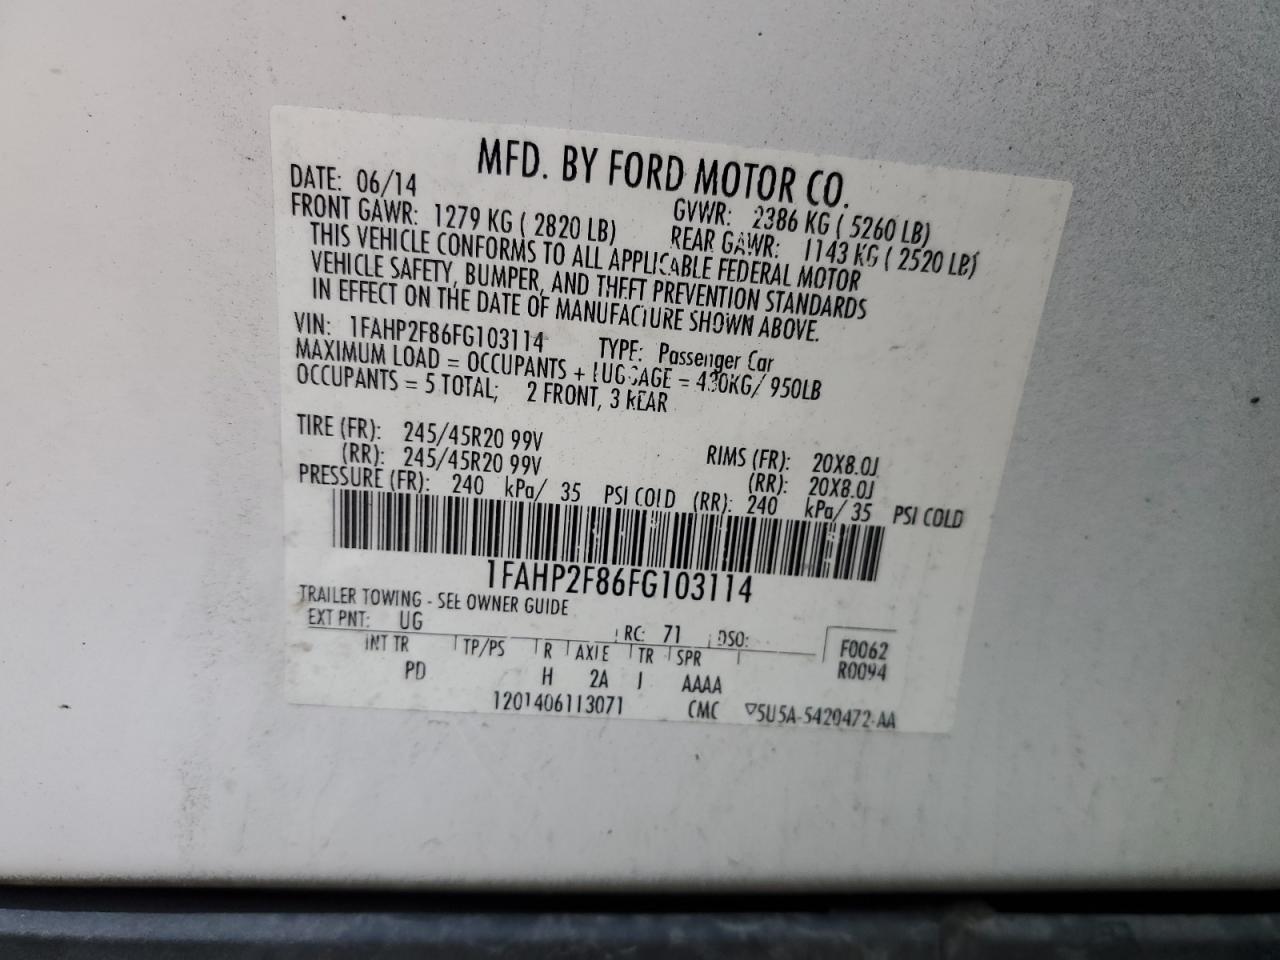 MFD. BY FORD MOTOR CO.
DATE: 06/14 GVWR: 2386 KG ( 5260 LB)
FRONT GAWR: 1279 KG ( 2820 LB) REAR GAWR: 1143 KG ( 2520 LB)
THIS VEHICLE CONFORMS TO ALL APPLICABLE FEDERAL MOTOR
VEHICLE SAFETY, BUMPER, AND THEFT PREVENTION STANDARDS
IN EFFECT ON THE DATE OF MANUFACTURE SHOWN ABOVE.
VIN: 1FAHP2F86FG103114 TYPE: Passenger Car
MAXIMUM LOAD = OCCUPANTS + LUGGAGE = 430KG/ 950LB
OCCUPANTS = 5 TOTAL; 2 FRONT, 3 REAR
TIRE (FR): 245/45R20 99V RIMS (FR): 20X8.0J
(RR): 245/45R20 99V (RR): 20X8.0J
PRESSURE (FR): 240 kPa/ 35 PSI COLD (RR): 240 kPa/ 35 PSI COLD
1FAHP2F86FG103114
TRAILER TOWING - SEE OWNER GUIDE
EXT PNT: UG RC: 71 DSO: F0062
INT TR TP/PS R AXLE TR SPR R0094
PD H 2A J AAAA
1201406113071 CMC ▽5U5A-5420472-AA